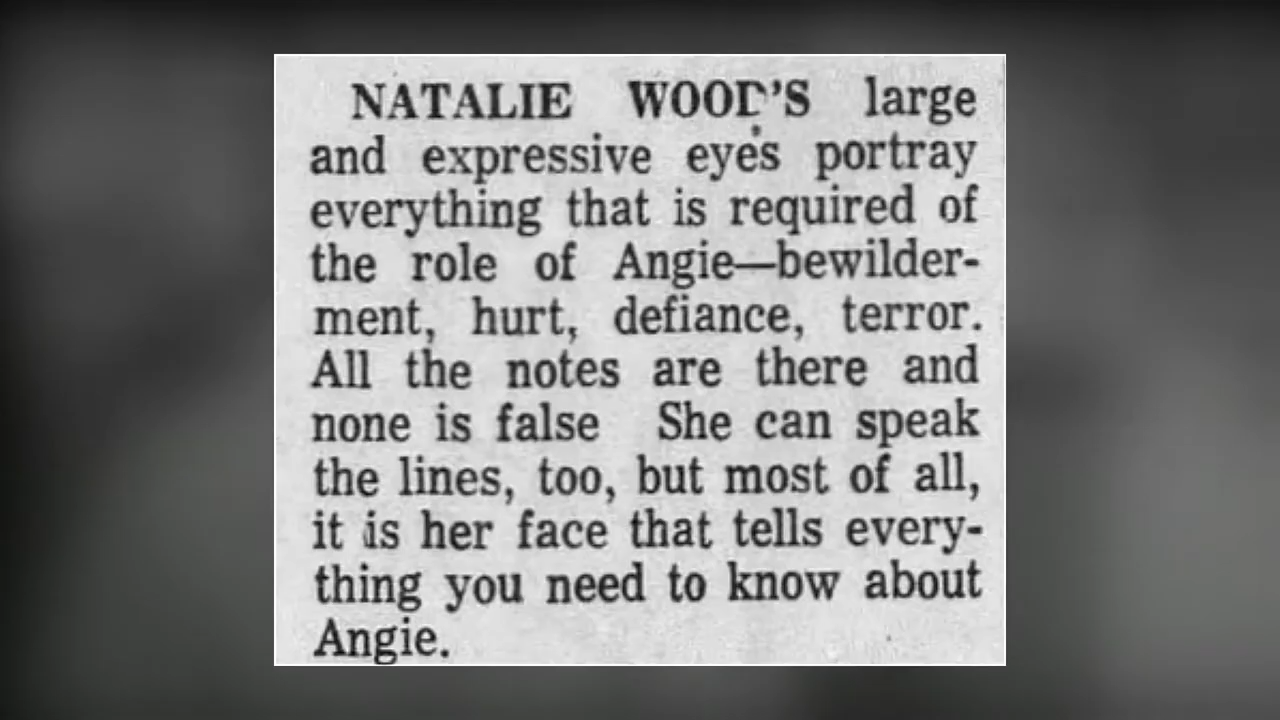 NATALIE WOOD'S large
and expressive eyes portray
everything that is required of
the role of Angie—bewilder-
ment, hurt, defiance, terror.
All the notes are there and
none is false She can speak
the lines, too, but most of all,
it is her face that tells every-
thing you need to know about
Angie.